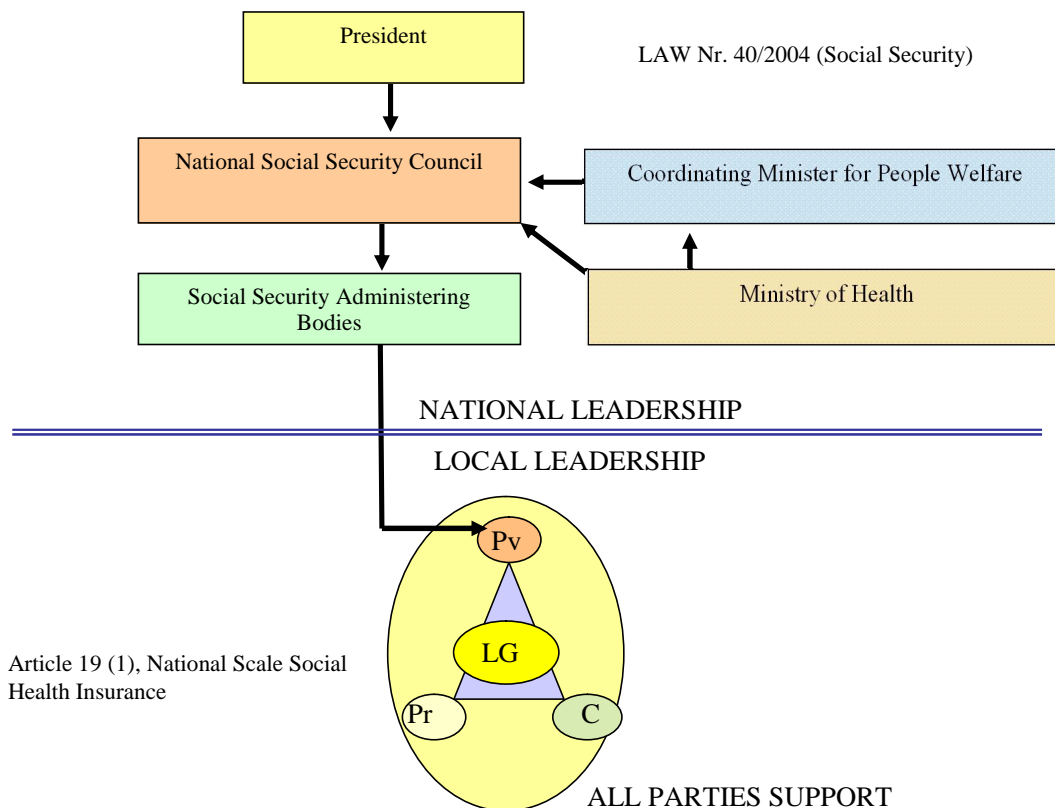 President
LAW Nr. 40/2004 (Social Security)
National Social Security Council
Coordinating Minister for People Welfare
Social Security Administering
Bodies
Ministry of Health
NATIONAL LEADERSHIP
LOCAL LEADERSHIP
Pv
LG
Article 19 (1), National Scale Social
Health Insurance
Pr
C
ALL PARTIES SUPPORT